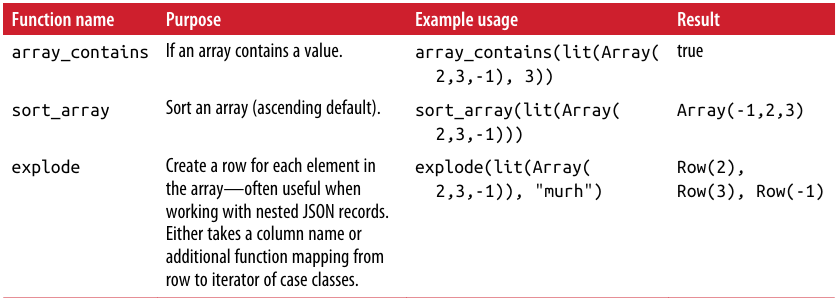 Function name Purpose Example usage Result
array_contains If an array contains a value. array_contains(lit(Array( true
2,3,-1), 3))
sort_array Sort an array (ascending default). sort_array(lit(Array( Array(-1,2,3)
2,3,-1)))
explode Create a row for each element in explode(lit(Array( Row(2),
the array—often useful when 2,3,-1)), "murh") Row(3), Row(-1)
working with nested JSON records.
Either takes a column name or
additional function mapping from
row to iterator of case classes.